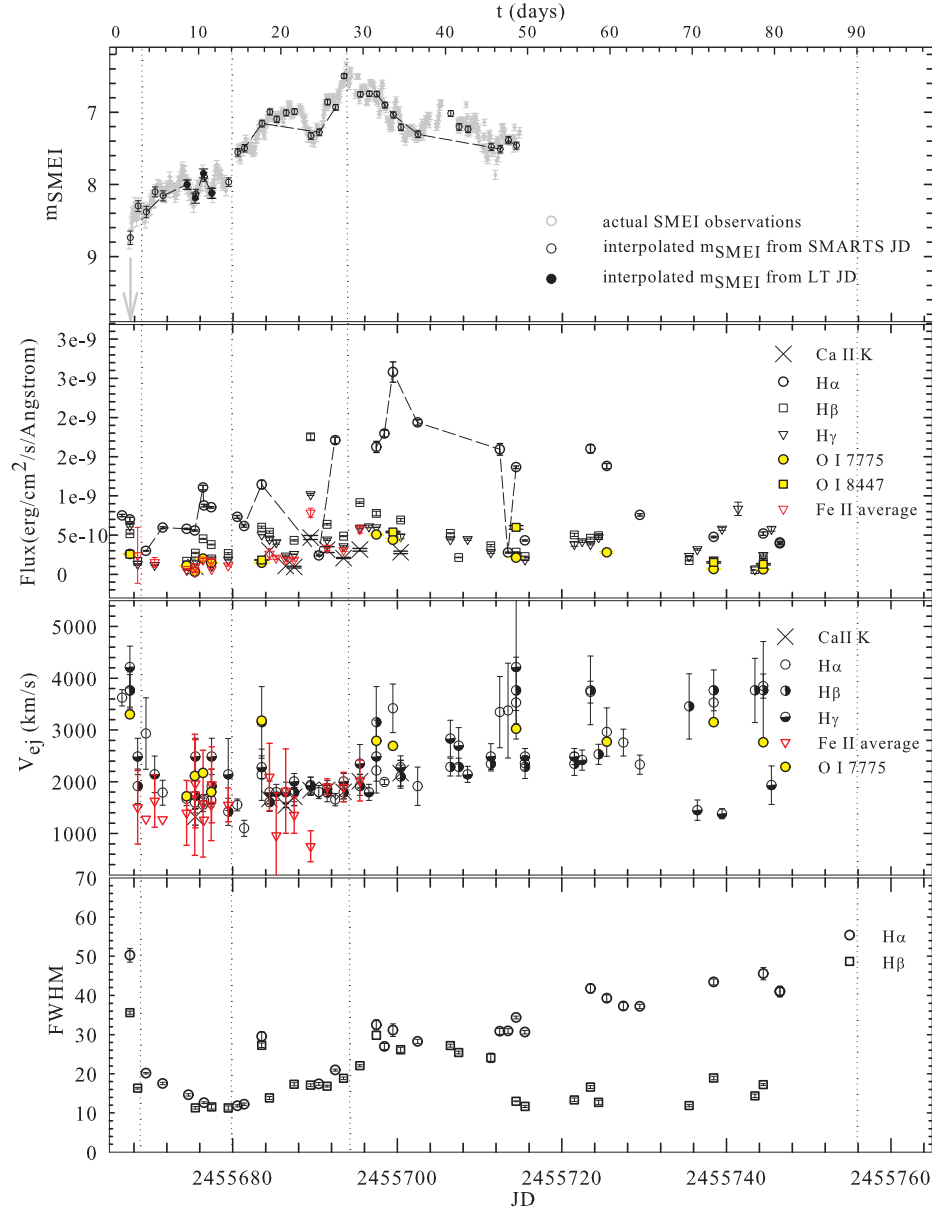 t (days)
0 10 20 30 40 50 60 70 80 90
7
8
9
mSMEI
actual SMEI observations
interpolated mSMEI from SMARTS JD
interpolated mSMEI from LT JD
3e-9
3e-9
2e-9
2e-9
1e-9
5e-10
0
Flux(erg/cm²/s/Angstrom)
Ca II K
Hα
Hβ
Hγ
O I 7775
O I 8447
Fe II average
5000
4000
3000
2000
1000
Vej (km/s)
CaII K
Hα
Hβ
Hγ
Fe II average
O I 7775
70
60
50
40
30
20
10
0
FWHM
Hα
Hβ
2455680 2455700 2455720 2455740 2455760
JD